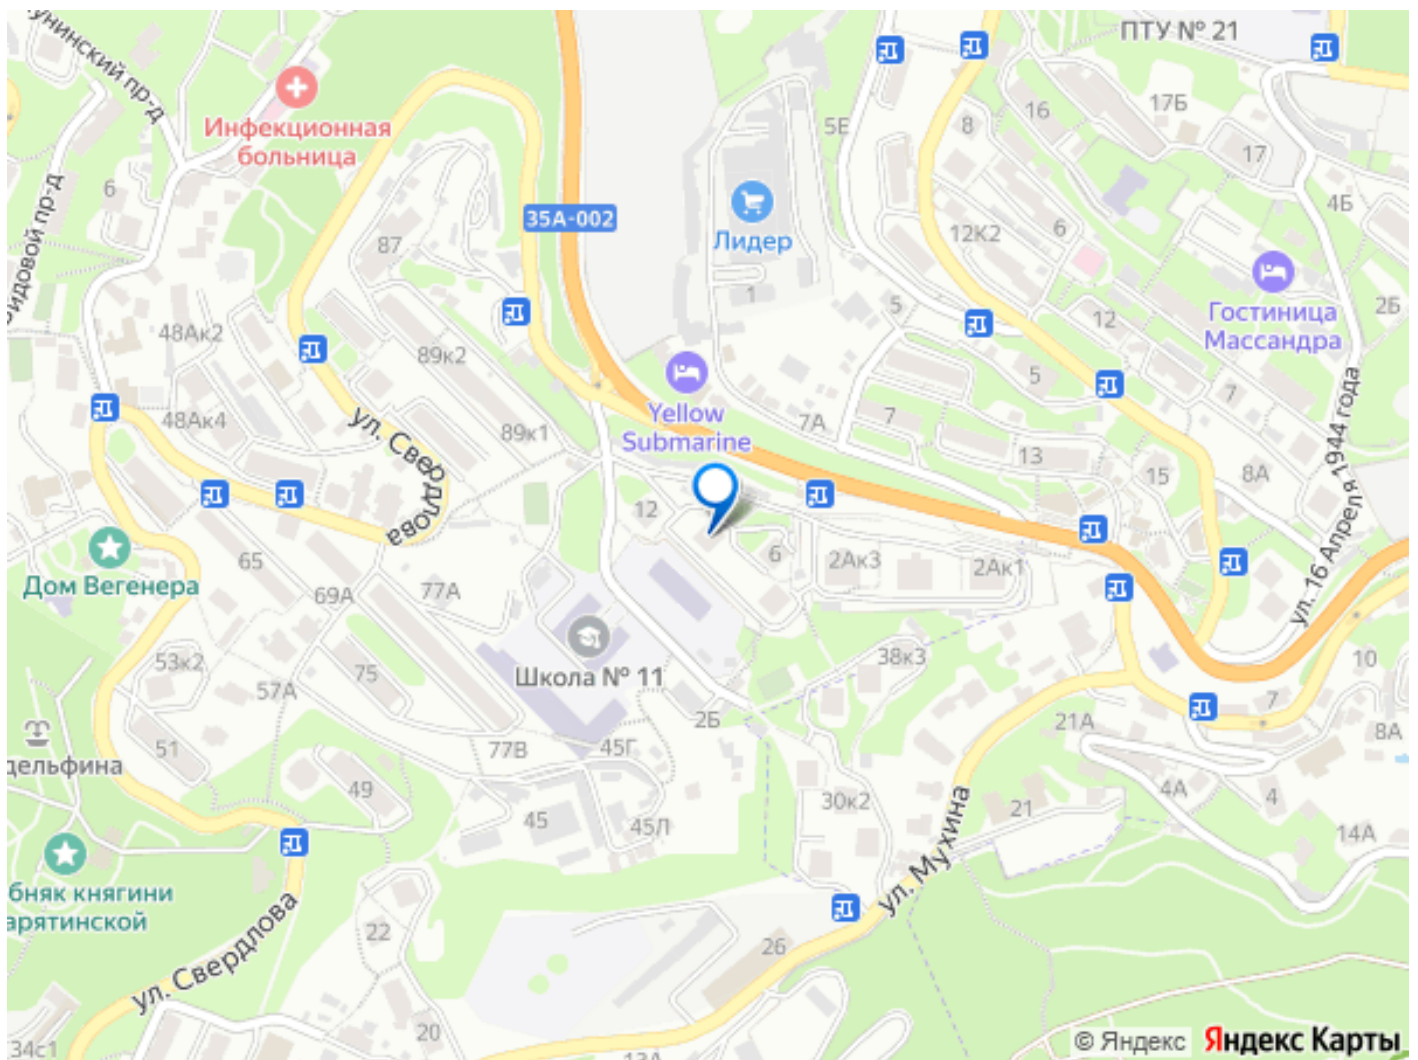 ПТУ № 21
17Б
16
8
5Е
17
Инфекционная
больница
6
4Б
35А-002
Лидер
12К2
6
87
1
5
2Б
Гостиница
Массандра
12
48Ак2
89к2
5
7
Yellow
Submarine
7А
7
48Ак4
ул. Свердлова
89к1
13
15
8А
ул. 16 Апреля 1944 года
12
6
2Ак3
2Ак1
65
Дом Вегенера
69А
77А
Школа № 11
53к2
75
57А
38к3
10
2Б
7
21А
8А
51
77В
45Г
дельфина
49
45
45Л
30к2
21
4А
4
14А
ул. Мухина
бняк княгини
арятинской
ул. Свердлова
22
26
20
34с1
13А
© Яндекс Яндекс Карты